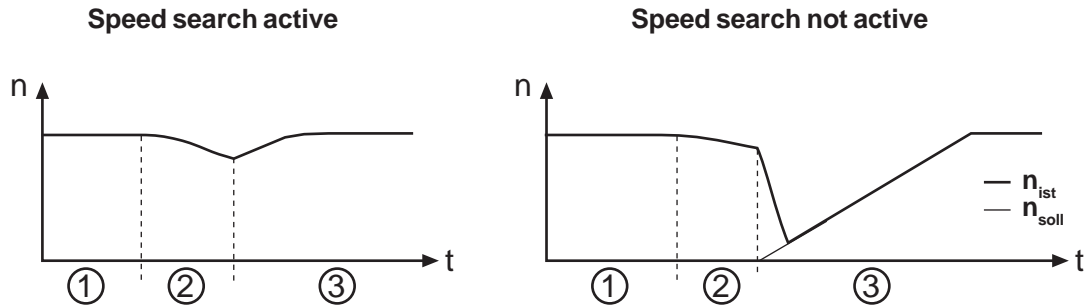 Speed search active
Speed search not active
n
n
n_ist
n_soll
t
t
① ② ③
① ② ③